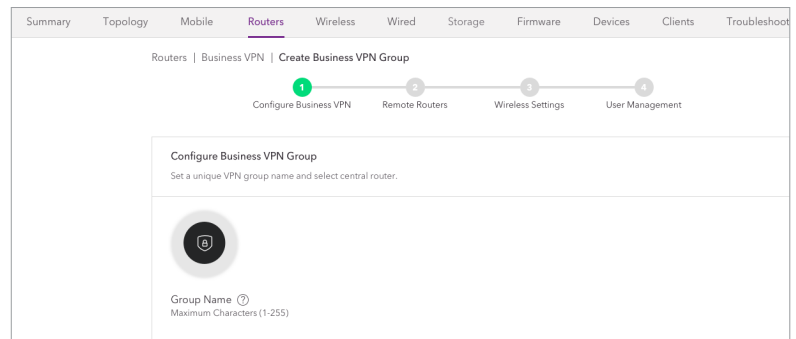 Summary Topology Mobile Routers Wireless Wired Storage Firmware Devices Clients Troubleshoot
Routers | Business VPN | Create Business VPN Group
1 2 3 4
Configure Business VPN Remote Routers Wireless Settings User Management
Configure Business VPN Group
Set a unique VPN group name and select central router.
Group Name ?
Maximum Characters (1-255)